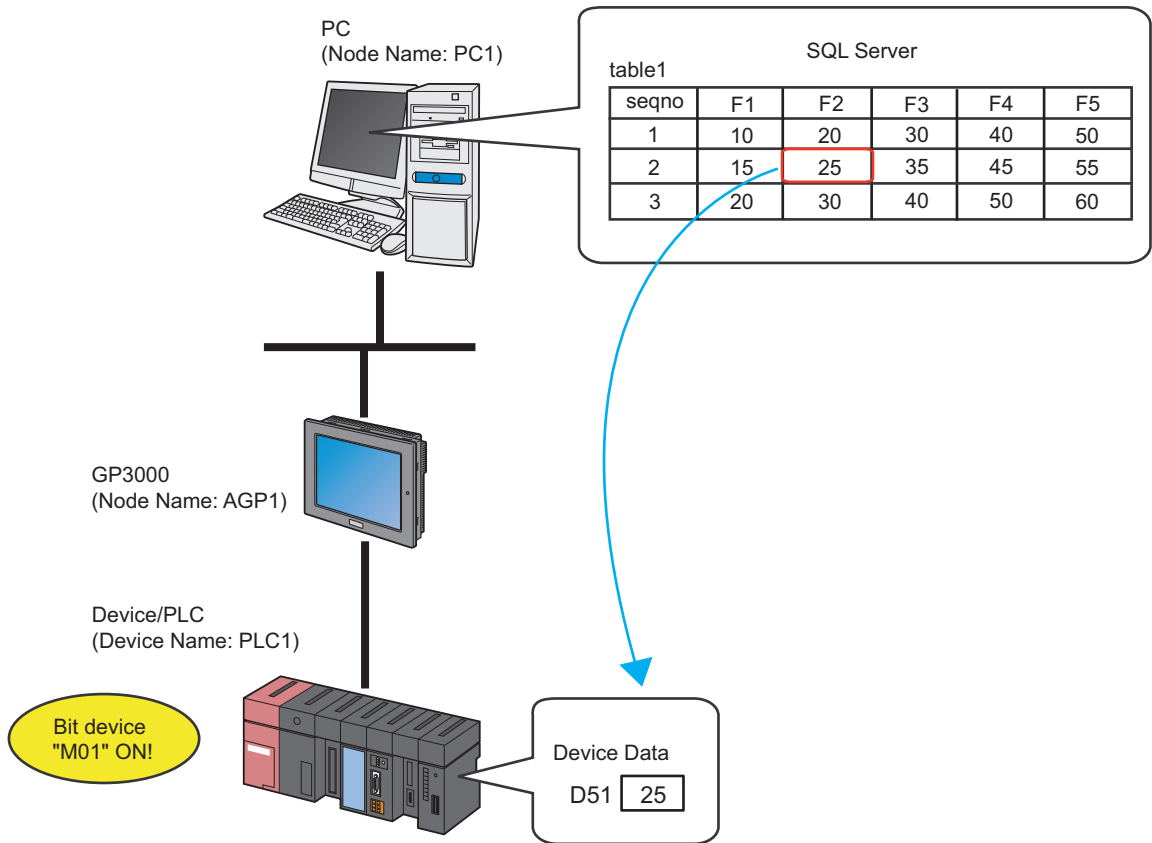 PC
(Node Name: PC1)
SQL Server
table1
seqno F1 F2 F3 F4 F5
1 10 20 30 40 50
2 15 25 35 45 55
3 20 30 40 50 60
GP3000
(Node Name: AGP1)
Device/PLC
(Device Name: PLC1)
Bit device
"M01" ON!
Device Data
D51 25